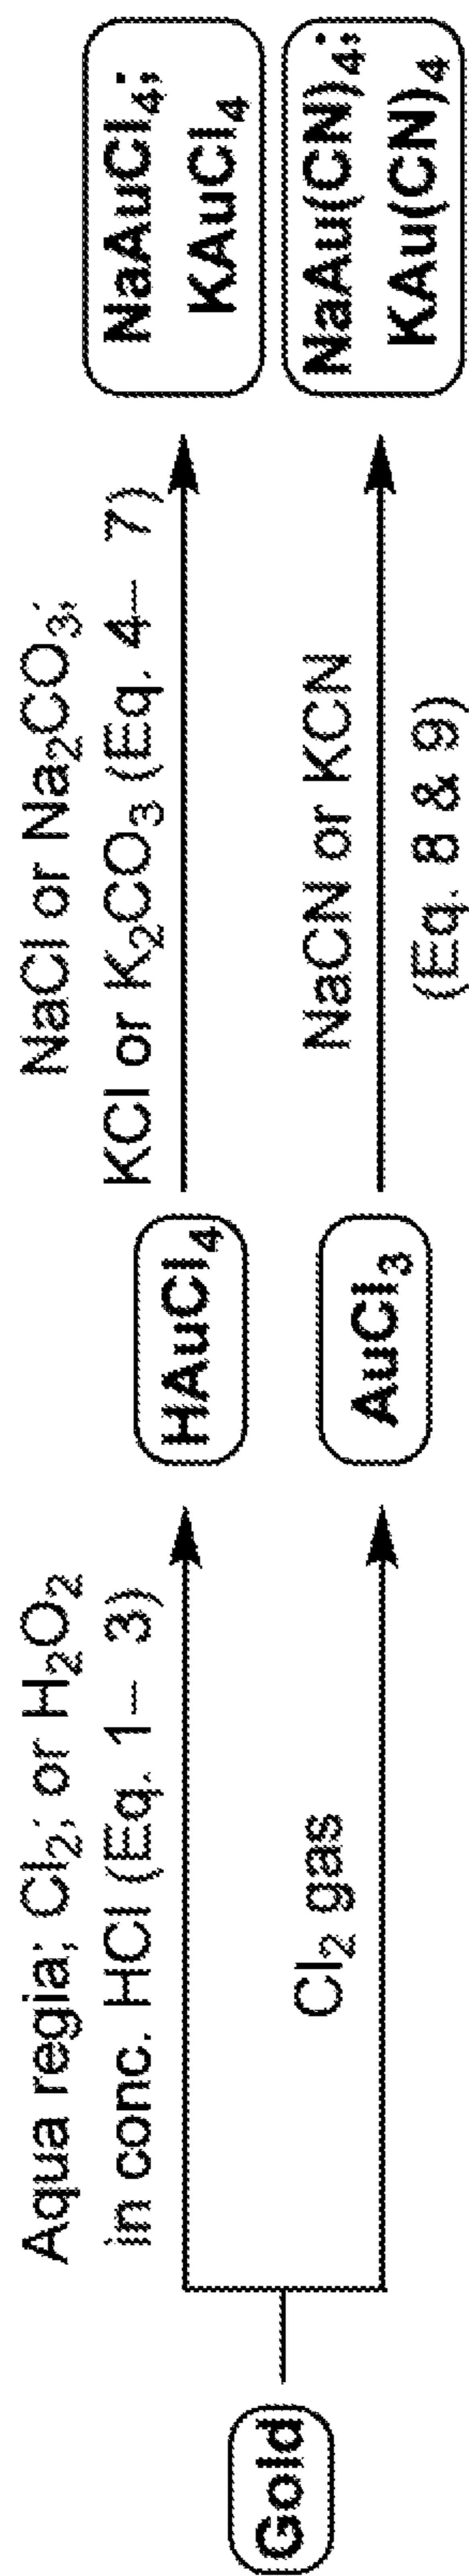 Gold
Aqua regia; Cl₂; or H₂O₂
in conc. HCl (Eq. 1– 3)
Cl₂ gas
HAuCl₄
AuCl₃
NaCl or Na₂CO₃;
KCl or K₂CO₃ (Eq. 4– 7)
NaCN or KCN
(Eq. 8 & 9)
NaAuCl₄;
KAuCl₄
NaAu(CN)₄;
KAu(CN)₄